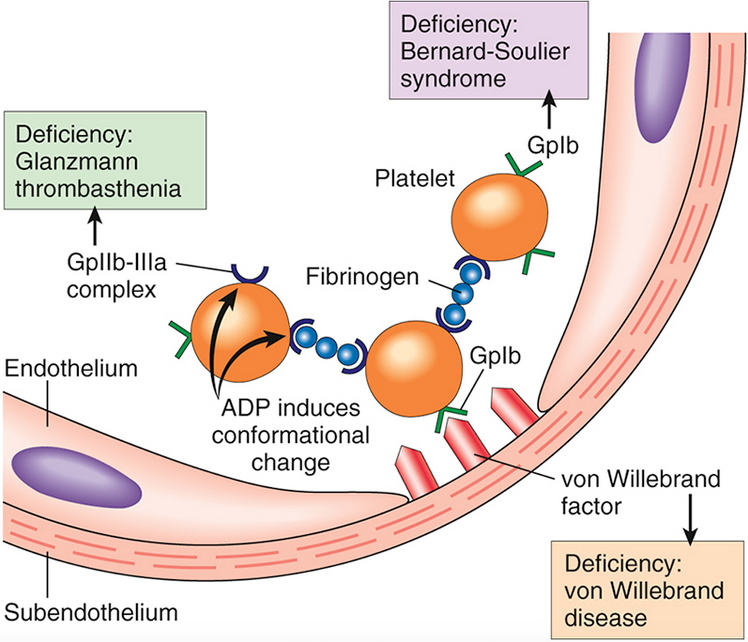 Deficiency:
Bernard-Soulier
syndrome
GpIb
Deficiency:
Glanzmann
thrombasthenia
Platelet
GpIIb-IIIa
complex
Fibrinogen
Endothelium
GpIb
ADP induces
conformational
change
von Willebrand
factor
Deficiency:
von Willebrand
disease
Subendothelium